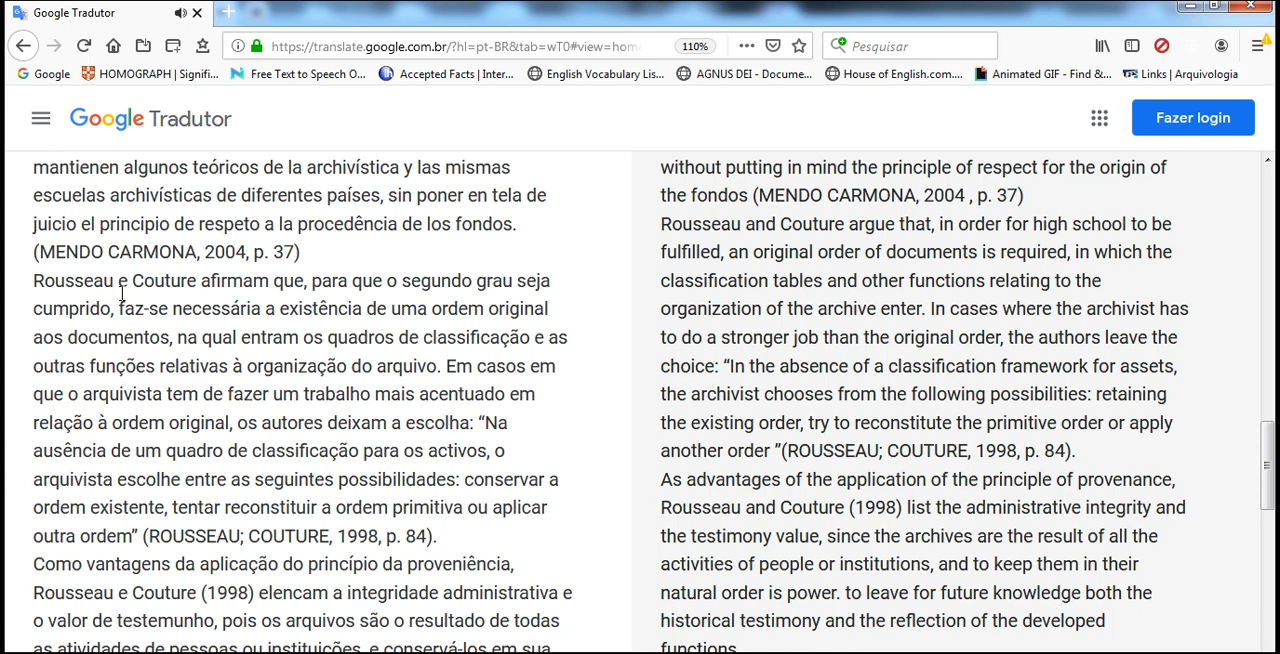 Google Tradutor
https://translate.google.com.br/?hl=pt-BR&tab=wT0#view=hom
110%
Pesquisar
Google
HOMOGRAPH | Signifi...
Free Text to Speech O...
Accepted Facts | Inter...
English Vocabulary Lis...
AGNUS DEI - Docume...
House of English.com....
Animated GIF - Find &...
Links | Arquivologia
Google Tradutor
Fazer login
mantienen algunos teóricos de la archivística y las mismas
escuelas archivísticas de diferentes países, sin poner en tela de
juicio el principio de respeto a la procedência de los fondos.
(MENDO CARMONA, 2004, p. 37)
Rousseau e Couture afirmam que, para que o segundo grau seja
cumprido, faz-se necessária a existência de uma ordem original
aos documentos, na qual entram os quadros de classificação e as
outras funções relativas à organização do arquivo. Em casos em
que o arquivista tem de fazer um trabalho mais acentuado em
relação à ordem original, os autores deixam a escolha: “Na
ausência de um quadro de classificação para os activos, o
arquivista escolhe entre as seguintes possibilidades: conservar a
ordem existente, tentar reconstituir a ordem primitiva ou aplicar
outra ordem” (ROUSSEAU; COUTURE, 1998, p. 84).
Como vantagens da aplicação do princípio da proveniência,
Rousseau e Couture (1998) elencam a integridade administrativa e
o valor de testemunho, pois os arquivos são o resultado de todas
as atividades de pessoas ou instituições, e conservá-los em sua
without putting in mind the principle of respect for the origin of
the fondos (MENDO CARMONA, 2004 , p. 37)
Rousseau and Couture argue that, in order for high school to be
fulfilled, an original order of documents is required, in which the
classification tables and other functions relating to the
organization of the archive enter. In cases where the archivist has
to do a stronger job than the original order, the authors leave the
choice: “In the absence of a classification framework for assets,
the archivist chooses from the following possibilities: retaining
the existing order, try to reconstitute the primitive order or apply
another order ”(ROUSSEAU; COUTURE, 1998, p. 84).
As advantages of the application of the principle of provenance,
Rousseau and Couture (1998) list the administrative integrity and
the testimony value, since the archives are the result of all the
activities of people or institutions, and to keep them in their
natural order is power. to leave for future knowledge both the
historical testimony and the reflection of the developed
functions.